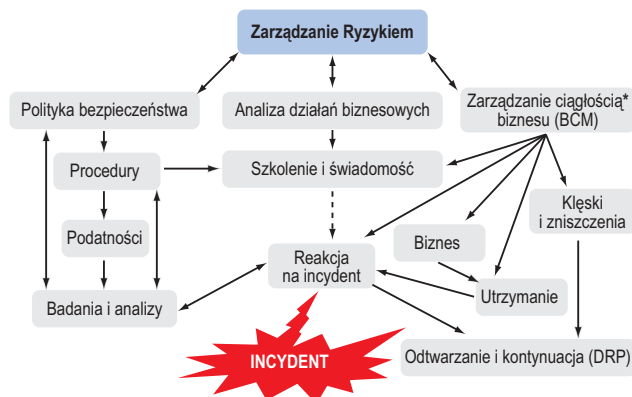 Zarządzanie Ryzykiem
Polityka bezpieczeństwa
Analiza działań biznesowych
Zarządzanie ciągłością*
biznesu (BCM)
Procedury
Szkolenie i świadomość
Klęski
i zniszczenia
Podatności
Reakcja
na incydent
Biznes
Badania i analizy
Utrzymanie
INCYDENT
Odtwarzanie i kontynuacja (DRP)